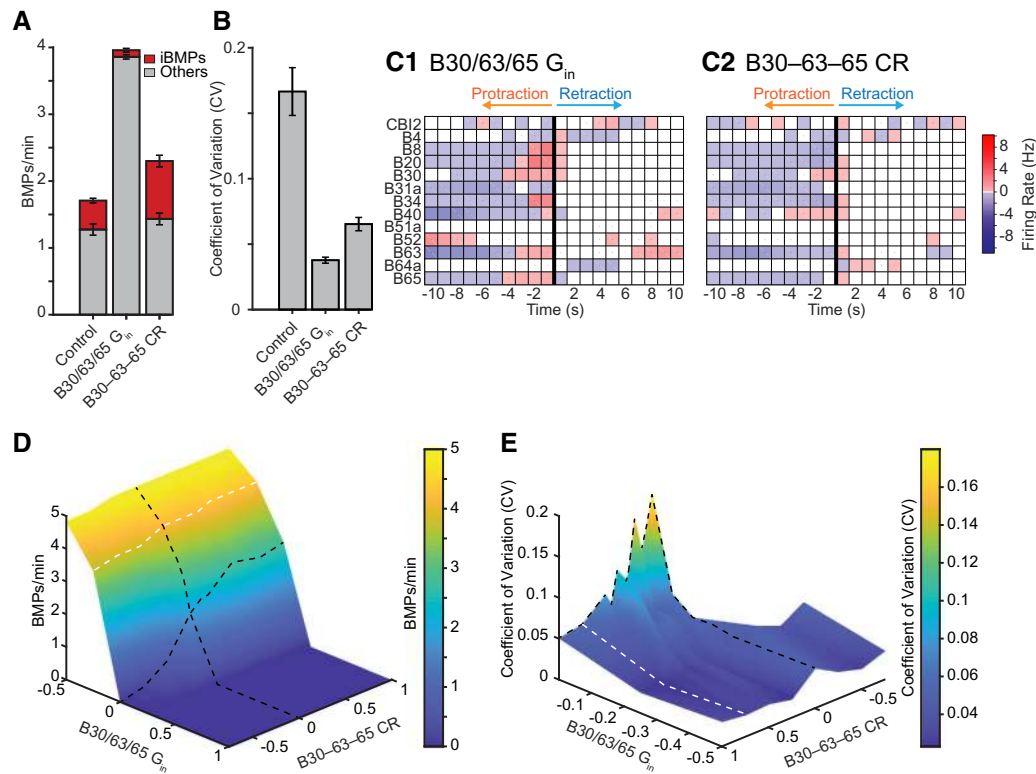 A
BMPs/min
4
3
2
1
0
iBMPs
Others
Control
B30/63/65 Gin
B30–63–65 CR
B
Coefficient of Variation (CV)
0.2
0.1
0
Control
B30/63/65 Gin
B30–63–65 CR
C1 B30/63/65 Gin
Protraction Retraction
CBI2
B4
B8
B20
B30
B31a
B34
B40
B51a
B52
B63
B64a
B65
-10 -8 -6 -4 -2 2 4 6 8 10
Time (s)
C2 B30–63–65 CR
Protraction Retraction
-10 -8 -6 -4 -2 2 4 6 8 10
Time (s)
8
4
0
-4
-8
Firing Rate (Hz)
D
BMPs/min
5
4
3
2
1
0
-0.5
0
0.5
1
B30/63/65 Gin
-0.5
0
0.5
1
B30–63–65 CR
5
4
3
2
1
0
BMPs/min
E
Coefficient of Variation (CV)
0.2
0.15
0.1
0.05
0
-0.1
-0.2
-0.3
-0.4
-0.5
B30/63/65 Gin
1
0.5
0
-0.5
B30–63–65 CR
Coefficient of Variation (CV)
0.16
0.14
0.12
0.1
0.08
0.06
0.04